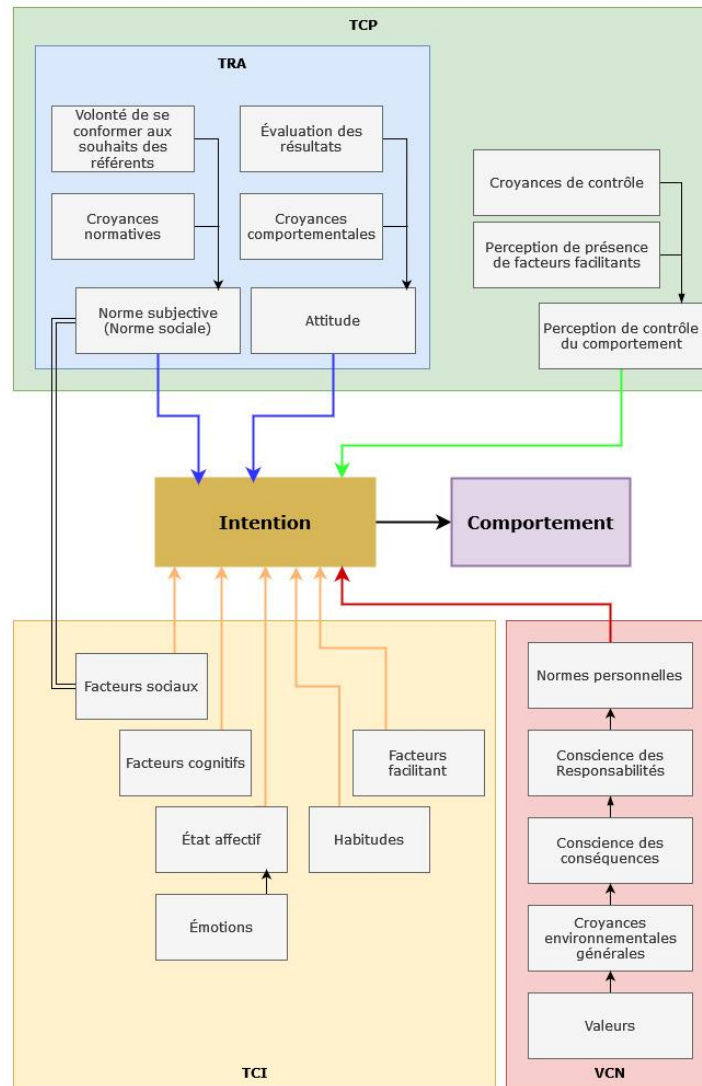 TCP
TRA
Volonté de se
conformer aux
souhaits des
référents
Évaluation des
résultats
Croyances
normatives
Croyances
comportementales
Norme subjective
(Norme sociale)
Attitude
Croyances de contrôle
Perception de présence
de facteurs facilitants
Perception de contrôle
du comportement
Intention
Comportement
Facteurs sociaux
Facteurs cognitifs
Facteurs
facilitant
État affectif
Habitudes
Émotions
TCI
Normes personnelles
Conscience des
Responsabilités
Conscience des
conséquences
Croyances
environnementales
générales
Valeurs
VCN